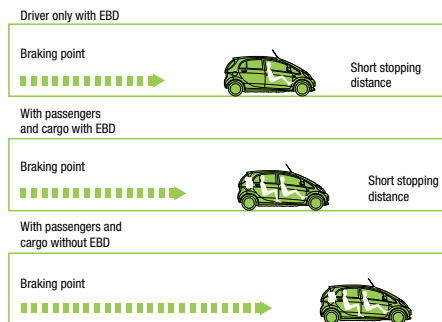 Driver only with EBD
Braking point
Short stopping
distance
With passengers
and cargo with EBD
Braking point
Short stopping
distance
With passengers and
cargo without EBD
Braking point